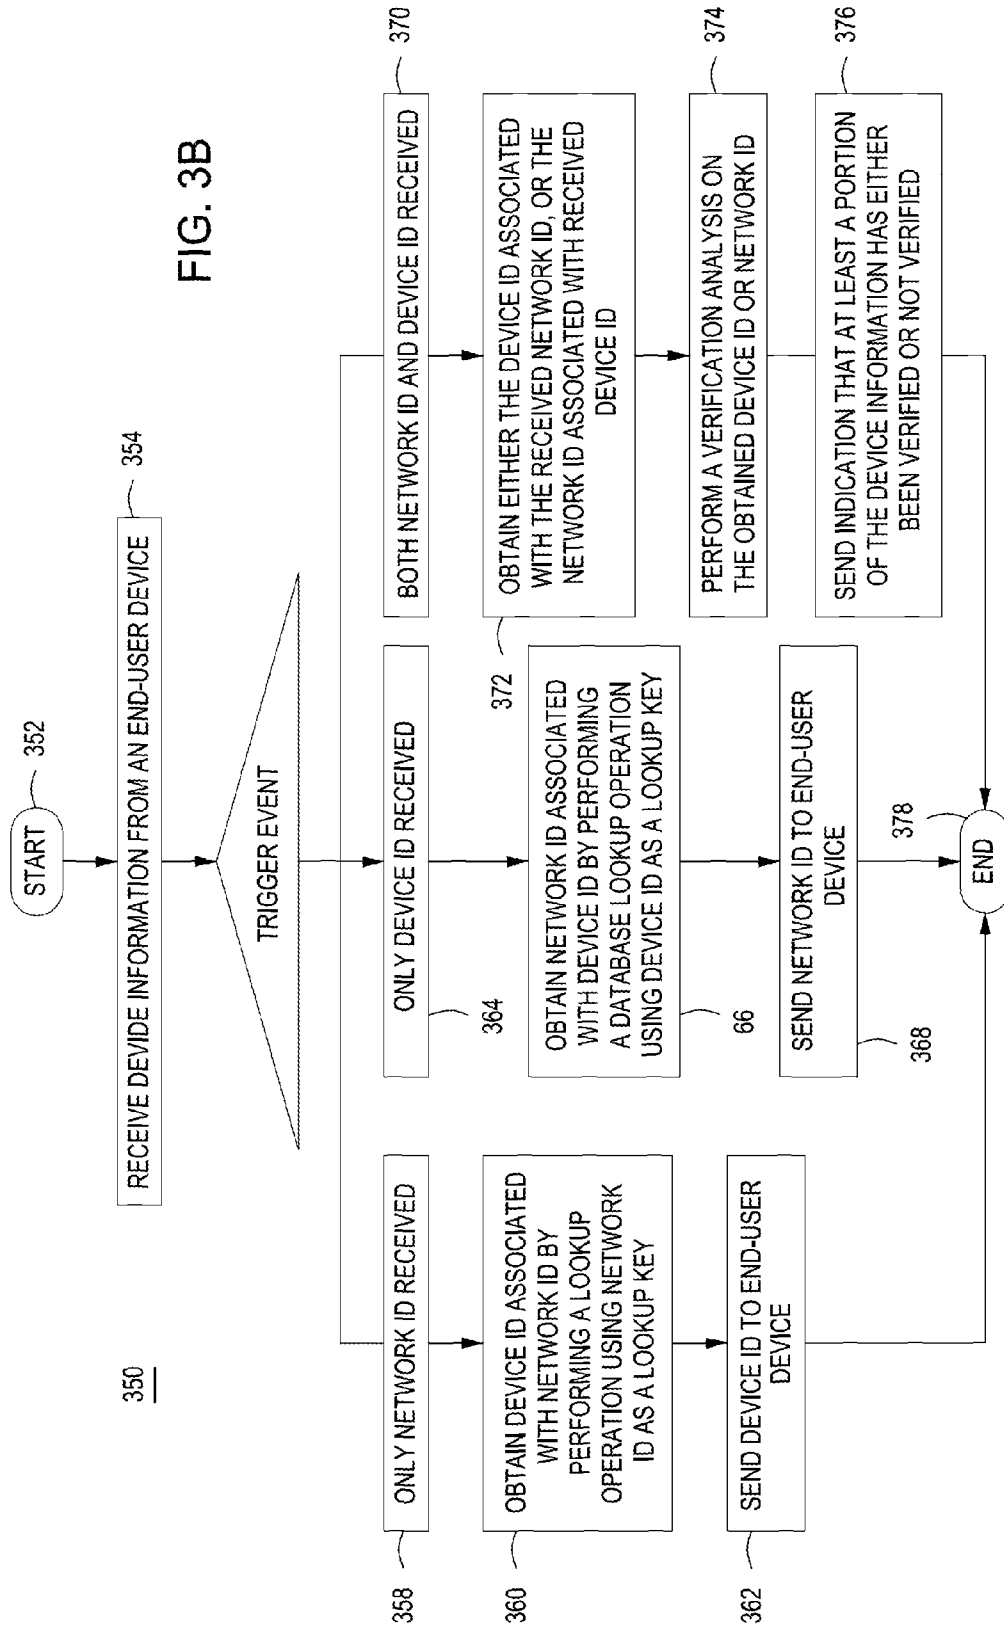 FIG. 3B
350
START
352
RECEIVE DEVIDE INFORMATION FROM AN END-USER DEVICE
354
TRIGGER EVENT
ONLY NETWORK ID RECEIVED
358
OBTAIN DEVICE ID ASSOCIATED
WITH NETWORK ID BY
PERFORMING A LOOKUP
OPERATION USING NETWORK
ID AS A LOOKUP KEY
360
SEND DEVICE ID TO END-USER
DEVICE
362
ONLY DEVICE ID RECEIVED
364
OBTAIN NETWORK ID ASSOCIATED
WITH DEVICE ID BY PERFORMING
A DATABASE LOOKUP OPERATION
USING DEVICE ID AS A LOOKUP KEY
66
SEND NETWORK ID TO END-USER
DEVICE
368
BOTH NETWORK ID AND DEVICE ID RECEIVED
370
OBTAIN EITHER THE DEVICE ID ASSOCIATED
WITH THE RECEIVED NETWORK ID, OR THE
NETWORK ID ASSOCIATED WITH RECEIVED
DEVICE ID
372
PERFORM A VERIFICATION ANALYSIS ON
THE OBTAINED DEVICE ID OR NETWORK ID
374
SEND INDICATION THAT AT LEAST A PORTION
OF THE DEVICE INFORMATION HAS EITHER
BEEN VERIFIED OR NOT VERIFIED
376
END
378